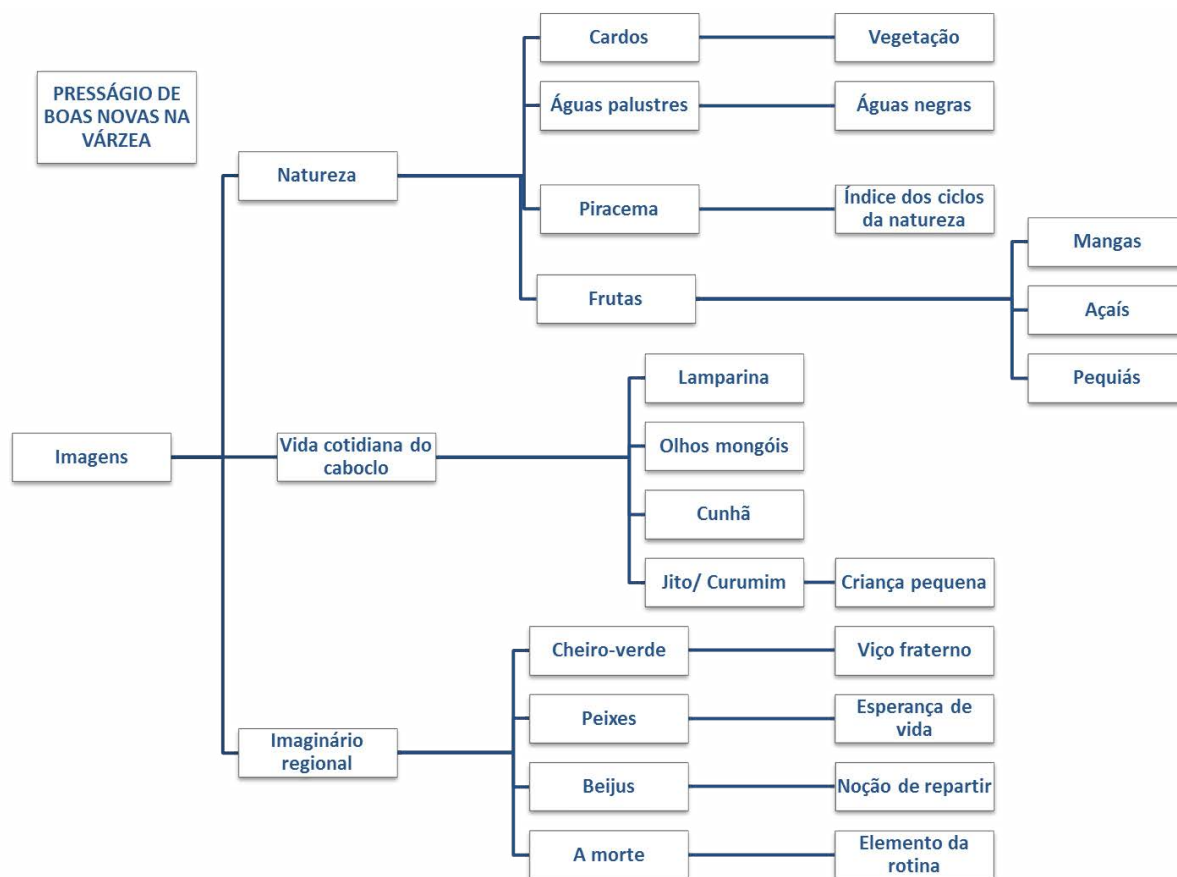 PRESSÁGIO DE
BOAS NOVAS NA
VÁRZEA
Imagens
Natureza
Cardos
Vegetação
Águas palustres
Águas negras
Piracema
Índice dos ciclos
da natureza
Frutas
Mangas
Açaís
Pequiás
Vida cotidiana do
caboclo
Lamparina
Olhos mongóis
Cunhã
Jito/ Curumim
Criança pequena
Imaginário
regional
Cheiro-verde
Viço fraterno
Peixes
Esperança de
vida
Beijus
Noção de repartir
A morte
Elemento da
rotina